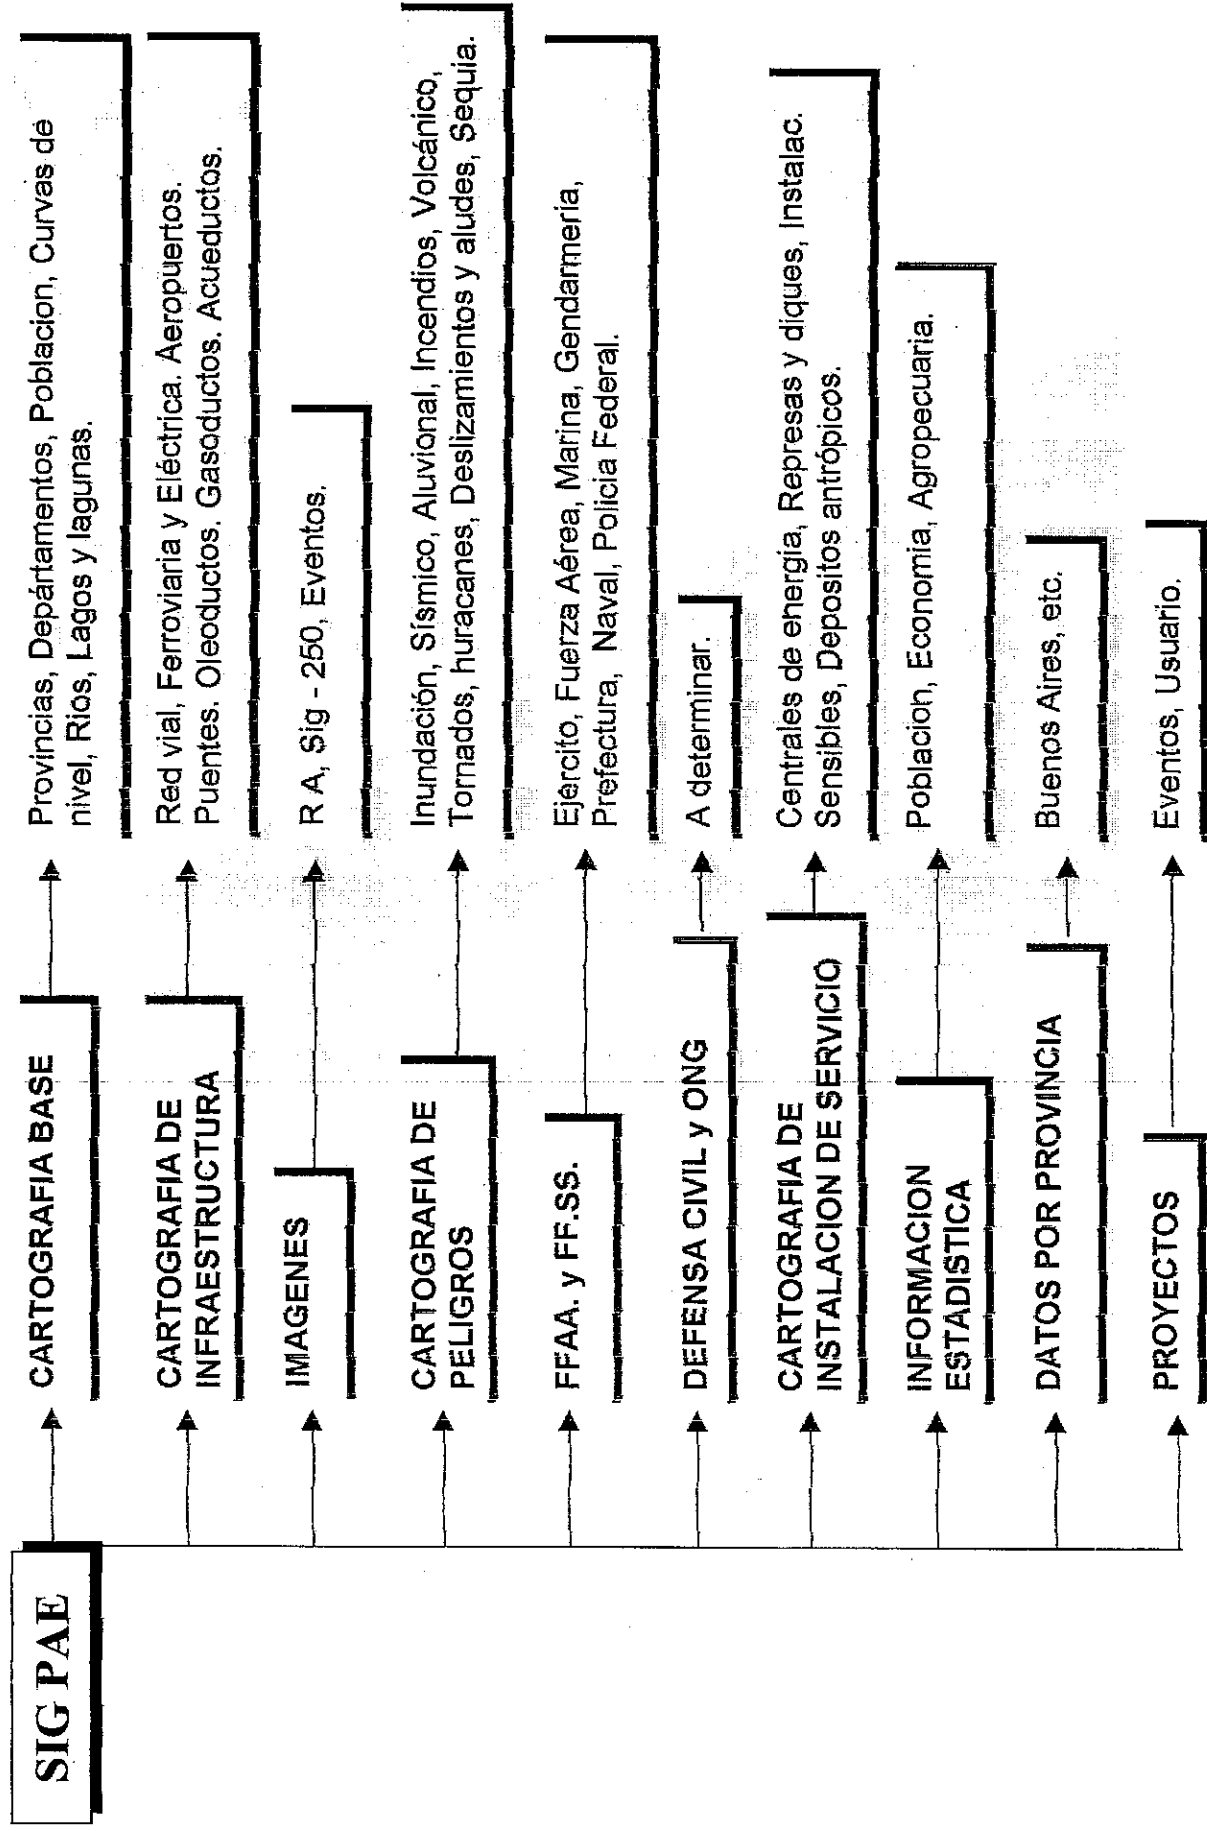 SIG PAE
CARTOGRAFIA BASE
Provincias, Depártamentos, Poblacion, Curvas de
nivel, Rios, Lagos y lagunas.
CARTOGRAFIA DE
INFRAESTRUCTURA
Red vial, Ferroviaria y Eléctrica. Aeropuertos.
Puentes. Oleoductos. Gasoductos. Acueductos.
IMAGENES
R A, Sig - 250, Eventos.
CARTOGRAFIA DE
PELIGROS
Inundación, Sísmico, Aluvional, Incendios, Volcánico,
Tornados, huracanes, Deslizamientos y aludes, Sequia.
FFAA. y FF.SS.
Ejercito, Fuerza Aérea, Marina, Gendarmería,
Prefectura, Naval, Policia Federal.
DEFENSA CIVIL y ONG
A determinar.
CARTOGRAFIA DE
INSTALACION DE SERVICIO
Centrales de energía, Represas y diques, Instalac.
Sensibles, Depositos antrópicos.
INFORMACION
ESTADISTICA
Poblacion, Economía, Agropecuaria.
DATOS POR PROVINCIA
Buenos Aires, etc.
PROYECTOS
Eventos, Usuario.